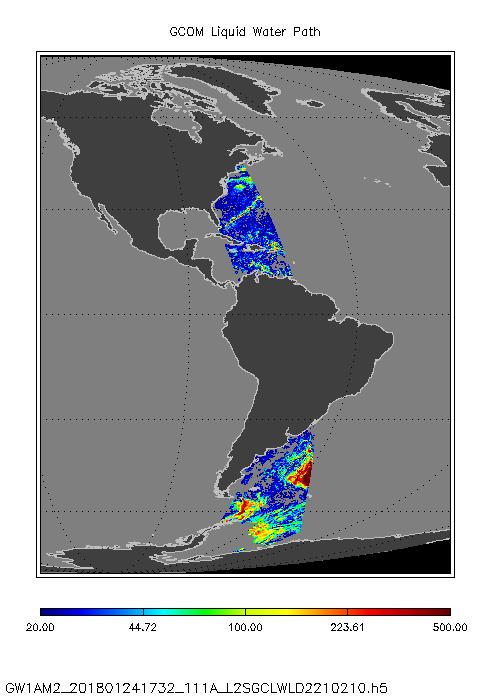 GCOM Liquid Water Path
20.00 44.72 100.00 223.61 500.00
GW1AM2_201801241732_111A_L2SGCLWLD2210210.h5